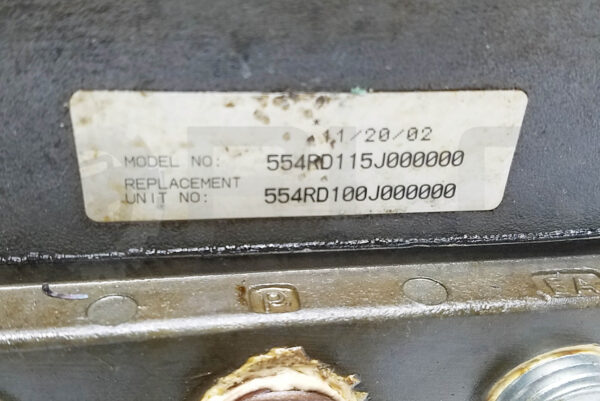 11/20/02
MODEL NO: 554RD115J000000
REPLACEMENT
UNIT NO: 554RD100J000000
P